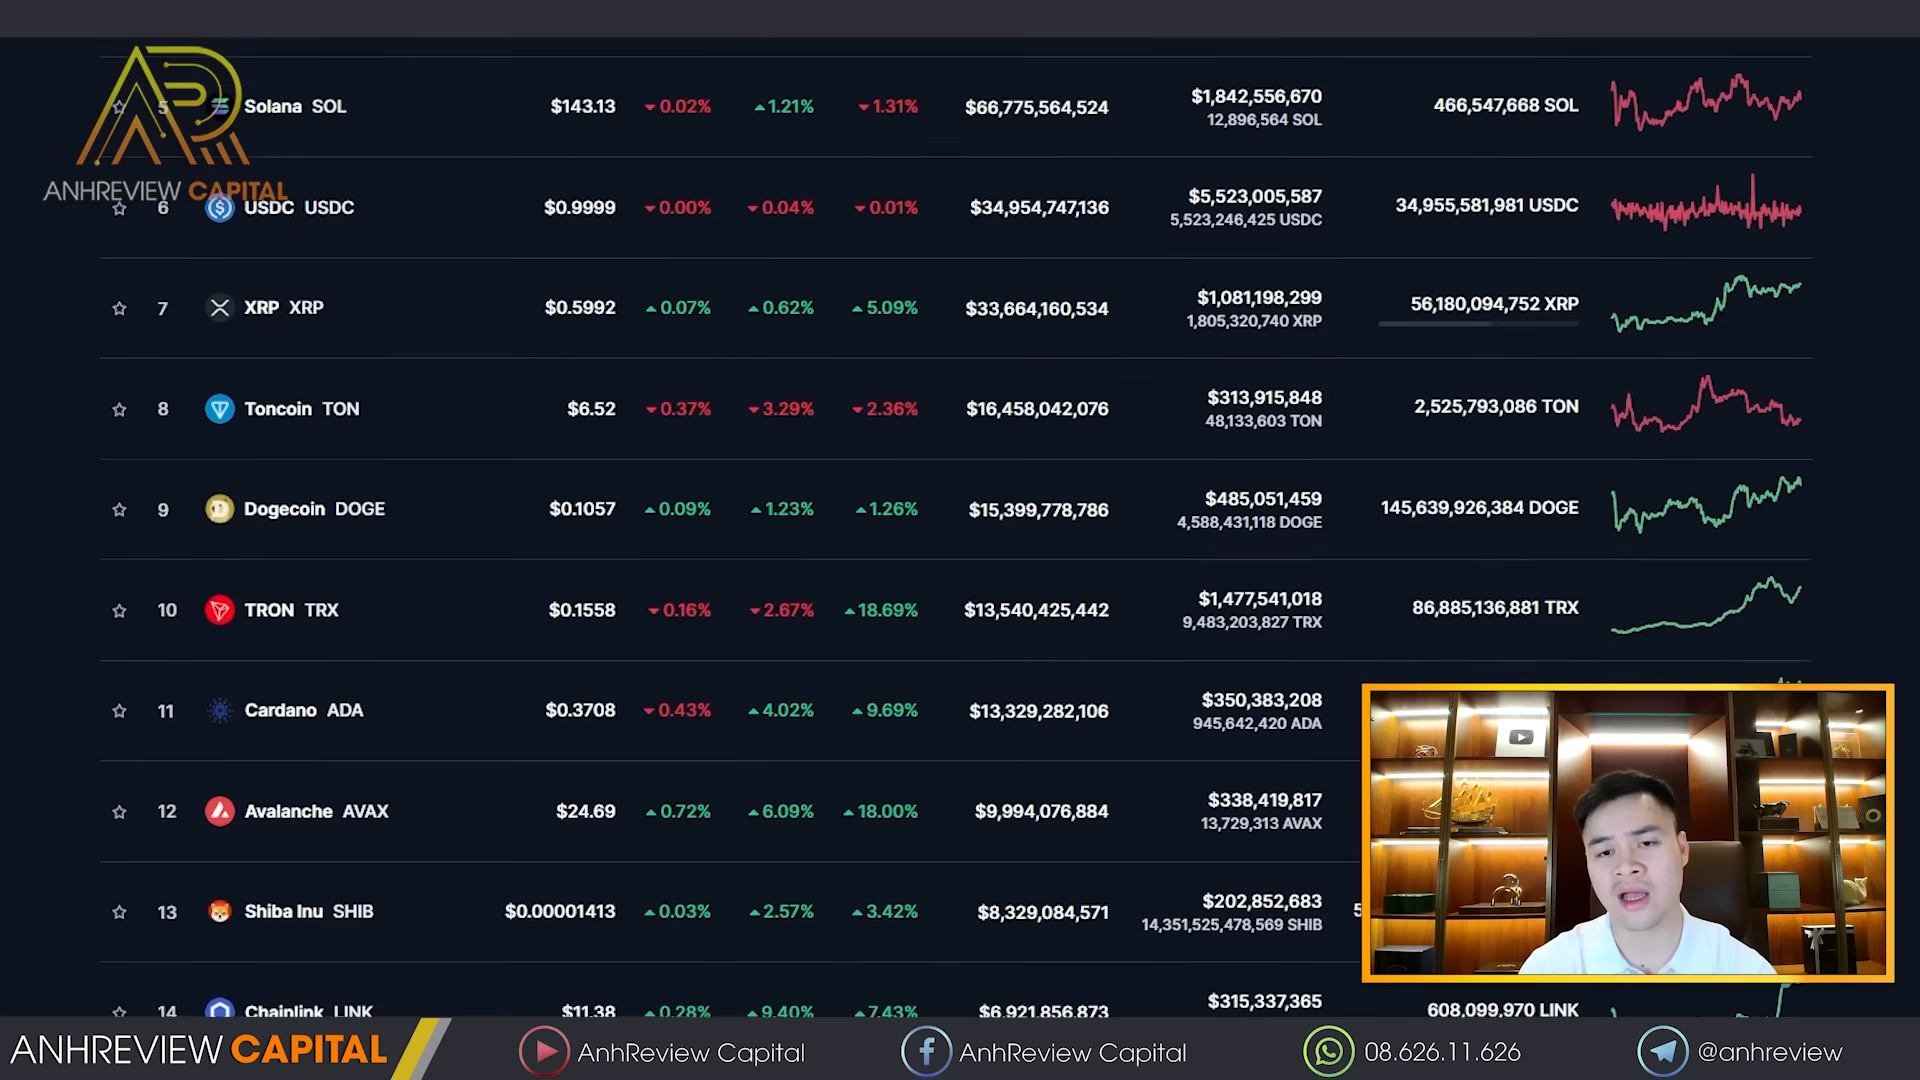 ANHREVIEW CAPITAL
5 Solana SOL $143.13 0.02% 1.21% 1.31% $66,775,564,524 $1,842,556,670 466,547,668 SOL
12,896,564 SOL
6 USDC USDC $0.9999 0.00% 0.04% 0.01% $34,954,747,136 $5,523,005,587 34,955,581,981 USDC
5,523,246,425 USDC
7 XRP XRP $0.5992 0.07% 0.62% 5.09% $33,664,160,534 $1,081,198,299 56,180,094,752 XRP
1,805,320,740 XRP
8 Toncoin TON $6.52 0.37% 3.29% 2.36% $16,458,042,076 $313,915,848 2,525,793,086 TON
48,133,603 TON
9 Dogecoin DOGE $0.1057 0.09% 1.23% 1.26% $15,399,778,786 $485,051,459 145,639,926,384 DOGE
4,588,431,118 DOGE
10 TRON TRX $0.1558 0.16% 2.67% 18.69% $13,540,425,442 $1,477,541,018 86,885,136,881 TRX
9,483,203,827 TRX
11 Cardano ADA $0.3708 0.43% 4.02% 9.69% $13,329,282,106 $350,383,208
945,642,420 ADA
12 Avalanche AVAX $24.69 0.72% 6.09% 18.00% $9,994,076,884 $338,419,817
13,729,313 AVAX
13 Shiba Inu SHIB $0.00001413 0.03% 2.57% 3.42% $8,329,084,571 $202,852,683 5
14,351,525,478,569 SHIB
14 Chainlink LINK $11.38 0.28% 9.40% 7.43% $6,921,856,873 $315,337,365 608,099,970 LINK
ANHREVIEW CAPITAL AnhReview Capital AnhReview Capital 08.626.11.626 @anhreview